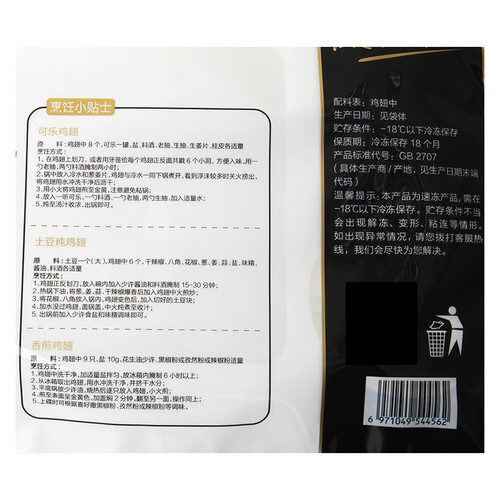 烹饪小贴士
可乐鸡翅
原料：鸡翅中8个,可乐一罐,盐,料酒,老抽,生抽,生姜片,桂皮各适量
烹饪方式：
1. 在鸡翅上划刀，或者用牙签给每个鸡翅正反面共戳6个小洞，方便入味,用一
勺老抽，两勺料酒腌制两小时；
2. 锅中放入冷水和葱姜片，鸡翅与冷水一同下锅煮开，看到浮沫较多时关火捞出，
将鸡翅用水冲洗干净后沥干；
3. 用小火将鸡翅煎至金黄，注意避免粘锅；
4. 放入一听可乐，一勺料酒、一勺老抽，两勺生抽，加入适量水；
5. 炖至汤汁收浓，出锅即可。
土豆炖鸡翅
原料：土豆一个(大),鸡翅中6个,干辣椒,八角,花椒,葱,姜,蒜,盐,味精,
酱油,料酒各适量
烹饪方式：
1. 鸡翅正反划刀，放入碗内加入少许酱油和料酒腌制15-30分钟；
2. 热锅下油，将葱、姜、蒜、干辣椒爆香后加入鸡翅中火煎炒；
3. 将花椒、八角放入锅内，鸡翅变色后，加入切好的土豆块；
4. 加水没过鸡翅，盖锅盖，中火炖煮至收汁；
5. 出锅的前加入少许食盐和味精调味即可。
香煎鸡翅
原料：鸡翅中9只,盐10g,花生油少许,黑椒粉或孜然粉或辣椒粉适量
烹饪方式：
1. 鸡翅中洗干净,加适量盐拌匀，放冰箱内腌制6小时以上；
2. 从冰箱取出鸡翅，用水冲洗干净，并挤干水分；
3. 平底锅放少许油，烧热后逐只放入鸡翅，小火煎；
4. 煎至表面呈金黄色，加盖焖2分钟，翻至另一面，操作同上；
5. 上碟时可根据喜好撒黑椒粉、孜然粉或辣椒粉等调味。
配料表：鸡翅中
生产日期：见袋体
贮存条件：-18℃以下冷冻保存
保质期：冷冻保存18个月
产品标准代号：GB 2707
(具体生产商/产地，见生产日期末端
代码)
温馨提示：本产品为速冻产品,需在
-18℃以下冷冻保存。贮存条件不当
会出现解冻、变形、粘连等情形。
如出现异常情况，请您拨打客服热
线，我们会尽快为您解决。
6 971049 544562